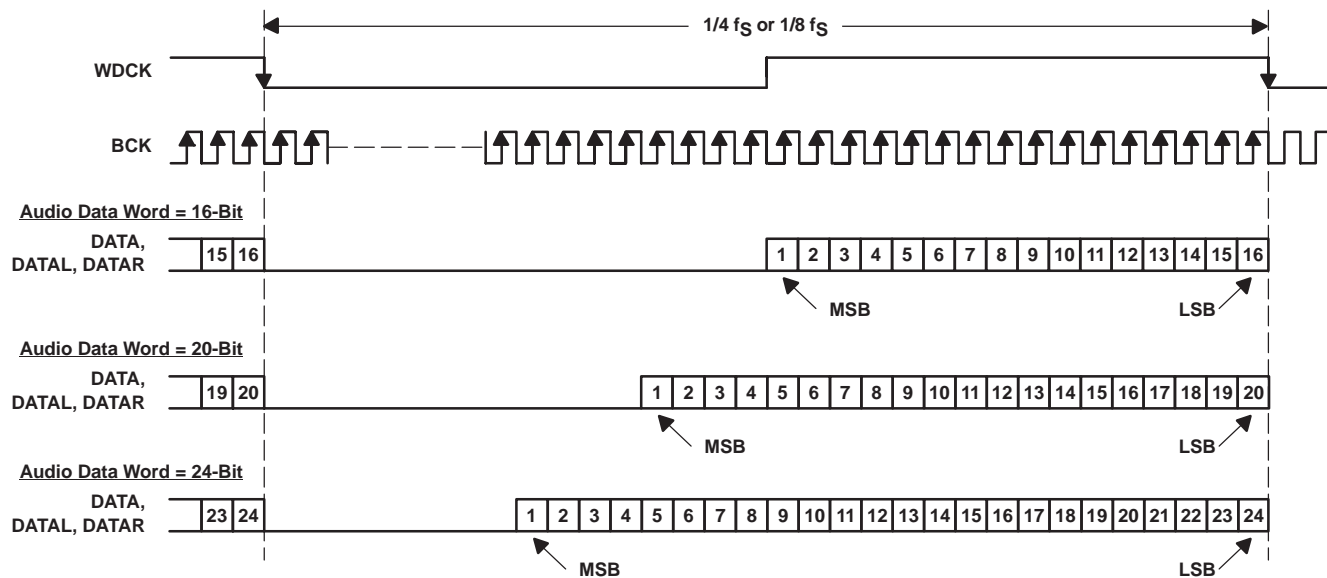 1/4 fS or 1/8 fS
WDCK
BCK
Audio Data Word = 16-Bit
DATA,
DATAL, DATAR
15 16 1 2 3 4 5 6 7 8 9 10 11 12 13 14 15 16
MSB LSB
Audio Data Word = 20-Bit
DATA,
DATAL, DATAR
19 20 1 2 3 4 5 6 7 8 9 10 11 12 13 14 15 16 17 18 19 20
MSB LSB
Audio Data Word = 24-Bit
DATA,
DATAL, DATAR
23 24 1 2 3 4 5 6 7 8 9 10 11 12 13 14 15 16 17 18 19 20 21 22 23 24
MSB LSB